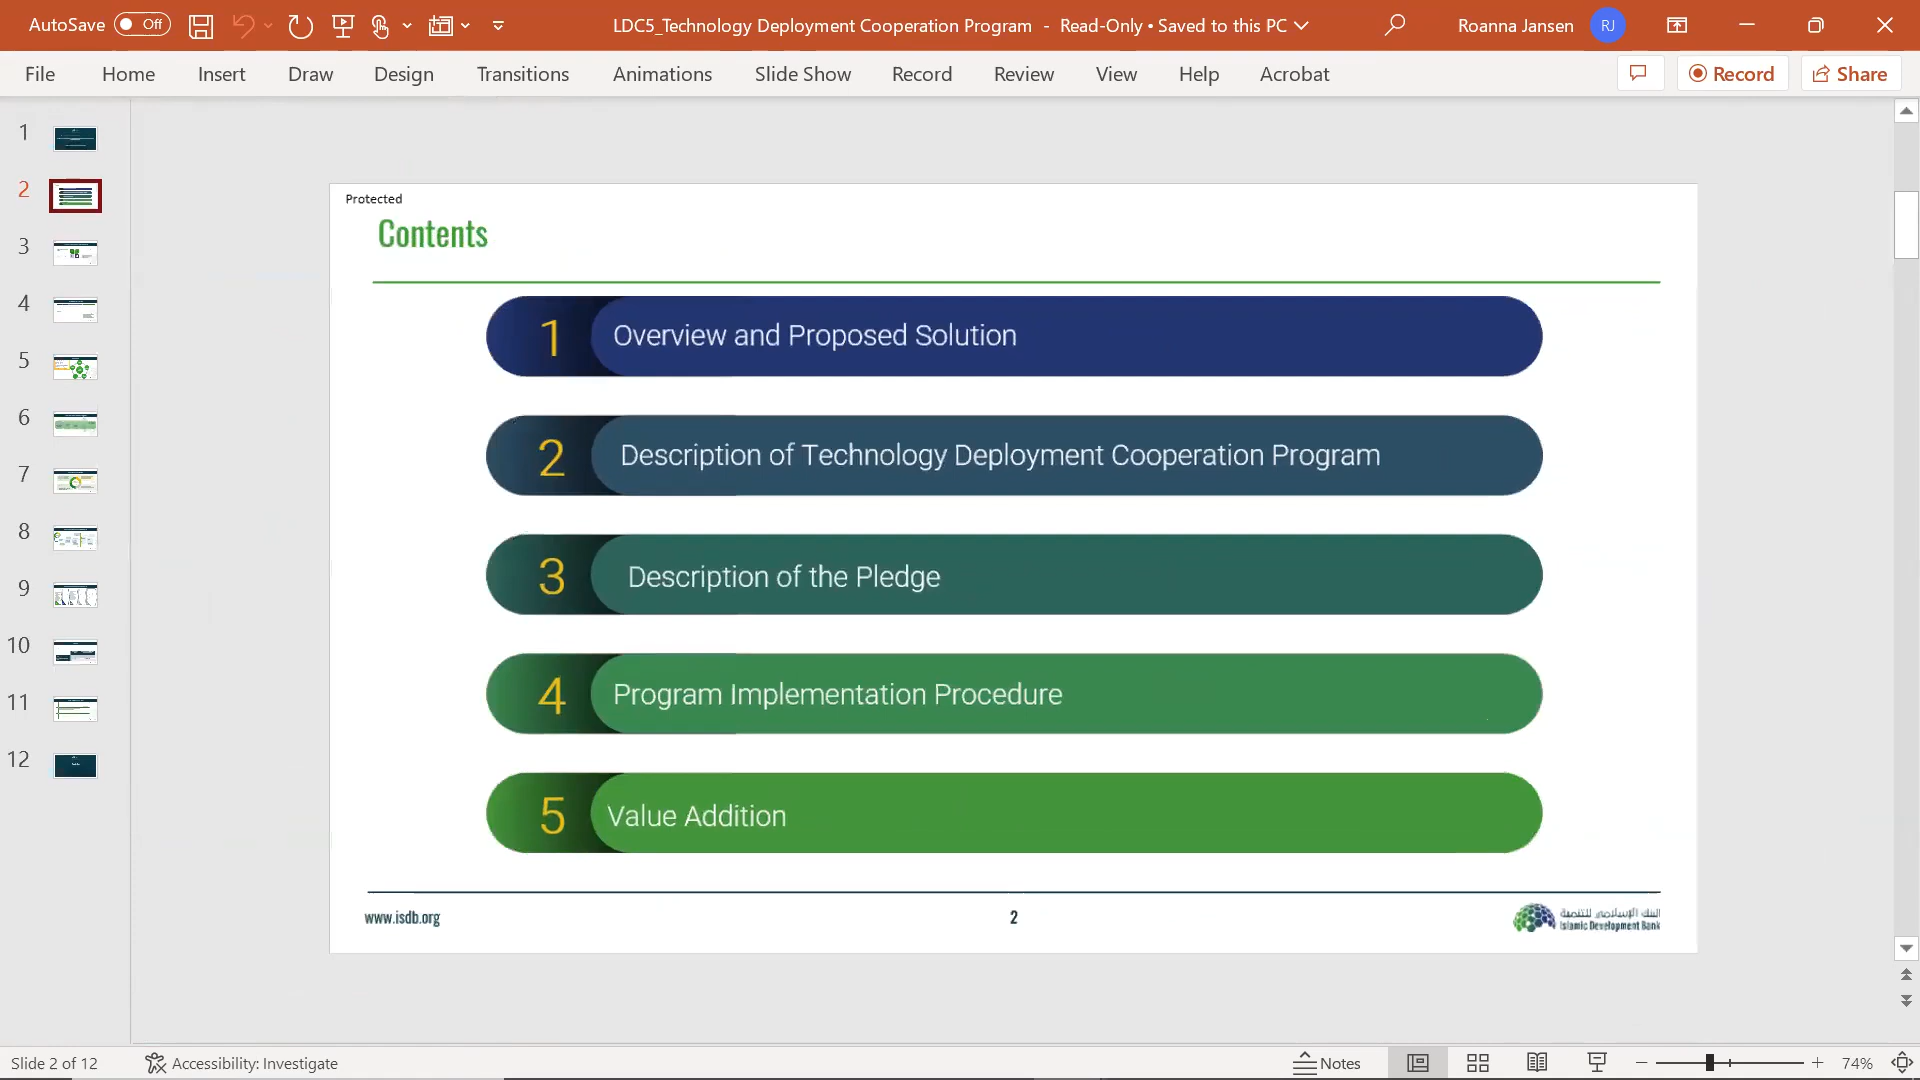 AutoSave Off LDC5_Technology Deployment Cooperation Program - Read-Only • Saved to this PC Roanna Jansen RJ
File Home Insert Draw Design Transitions Animations Slide Show Record Review View Help Acrobat Record Share
1
2
3
4
5
6
7
8
9
10
11
12
Protected
Contents
1 Overview and Proposed Solution
2 Description of Technology Deployment Cooperation Program
3 Description of the Pledge
4 Program Implementation Procedure
5 Value Addition
www.isdb.org 2
البنك الإسلامي للتنمية
Islamic Development Bank
Slide 2 of 12 Accessibility: Investigate Notes 74%